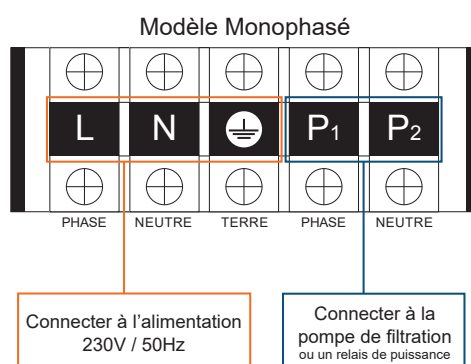 Modèle Monophasé
L N P1 P2
PHASE NEUTRE TERRE PHASE NEUTRE
Connecter à l'alimentation
230V / 50Hz
Connecter à la
pompe de filtration
ou un relais de puissance